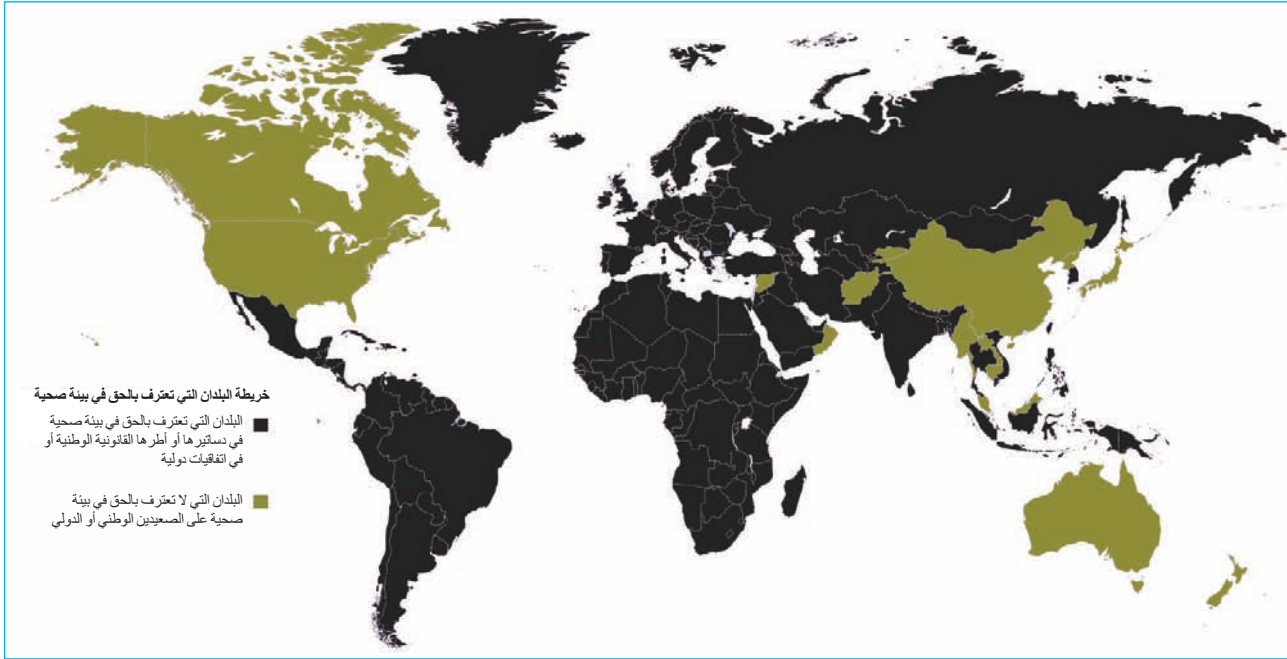 خريطة البلدان التي تعترف بالحق في بيئة صحية
البلدان التي تعترف بالحق في بيئة صحية
في دساتيرها أو أطرها القانونية الوطنية أو
في اتفاقيات دولية
البلدان التي لا تعترف بالحق في بيئة
صحية على الصعيدين الوطني أو الدولي